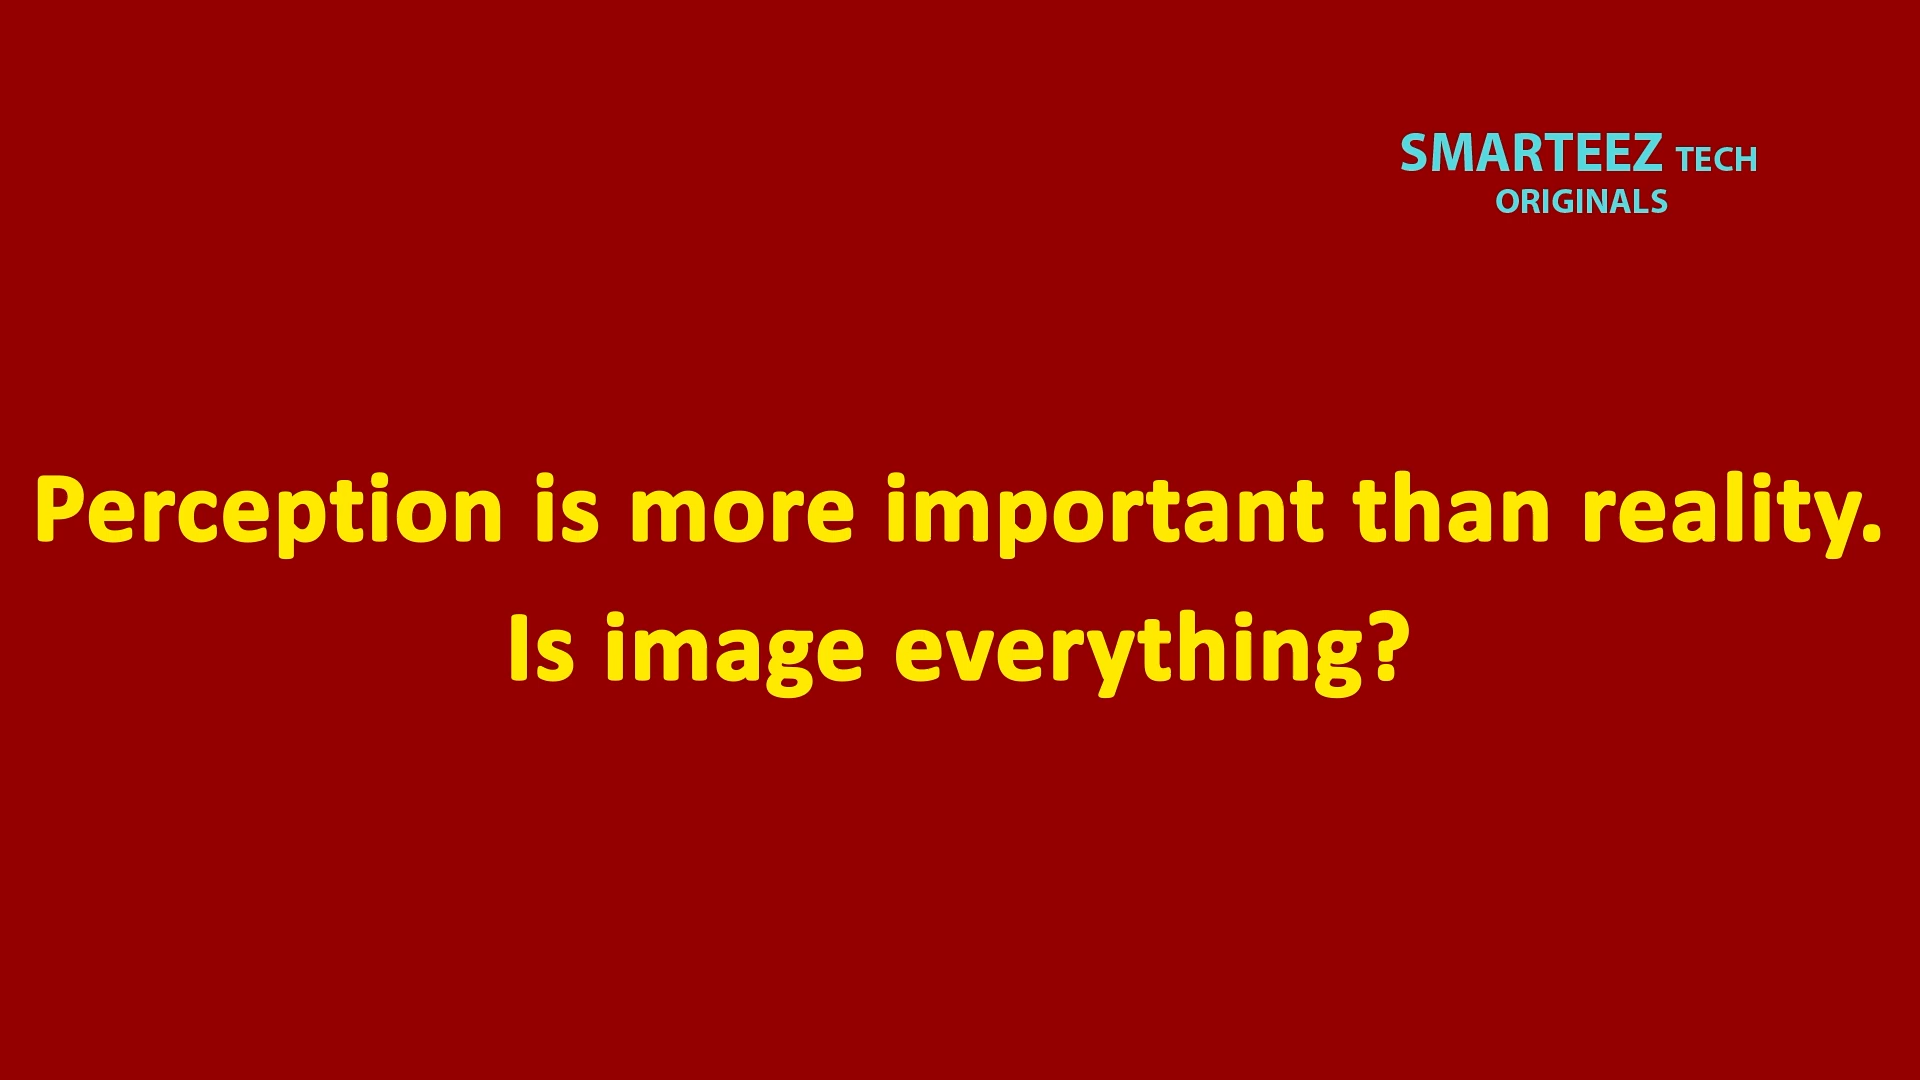 SMARTEEZ TECH
ORIGINALS
Perception is more important than reality.
Is image everything?